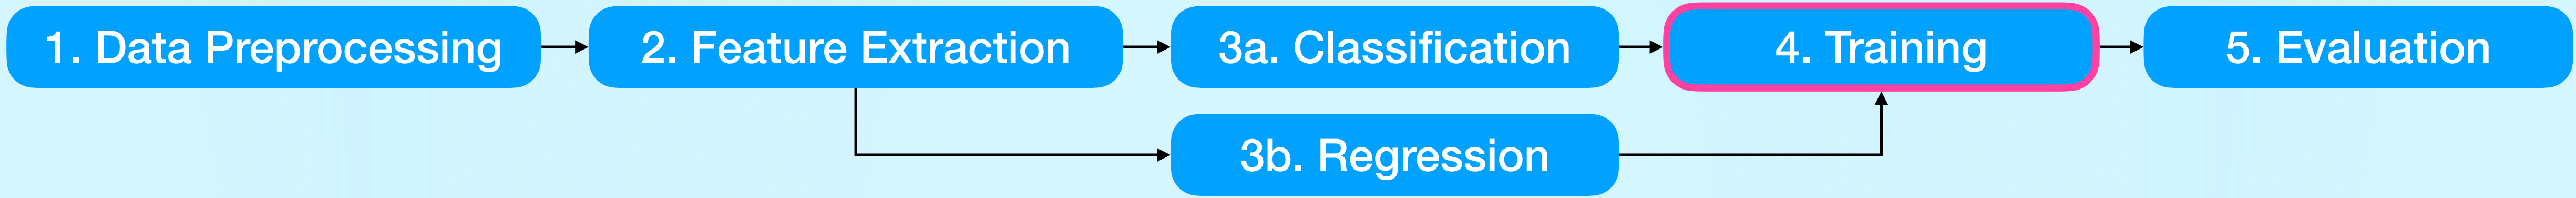 1. Data Preprocessing
2. Feature Extraction
3a. Classification
4. Training
5. Evaluation
3b. Regression